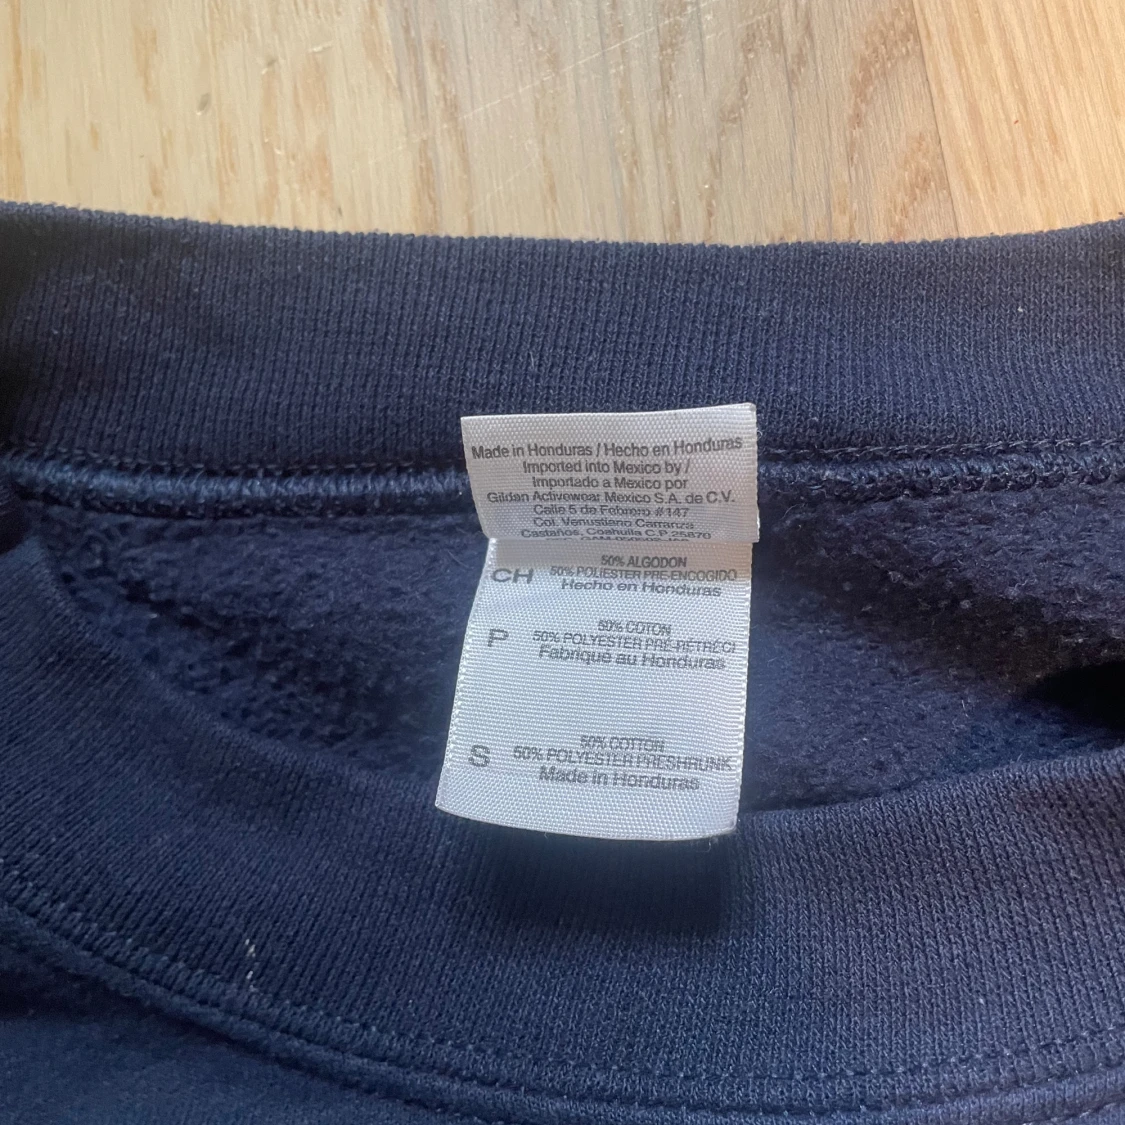 Made in Honduras / Hecho en Honduras
Imported into Mexico by /
Importado a Mexico por
Gildan Activewear Mexico S.A. de C.V.
Calle 5 de Febrero #147
Col. Venustiano Carranza
Castaños, Coahuila C.P. 25870
CH
50% ALGODON
50% POLIESTER PRE-ENCOGIDO
Hecho en Honduras
P
50% COTON
50% POLYESTER PRÉ-RÉTRÉCI
Fabriqué au Honduras
S
50% COTTON
50% POLYESTER PRESHRUNK
Made in Honduras